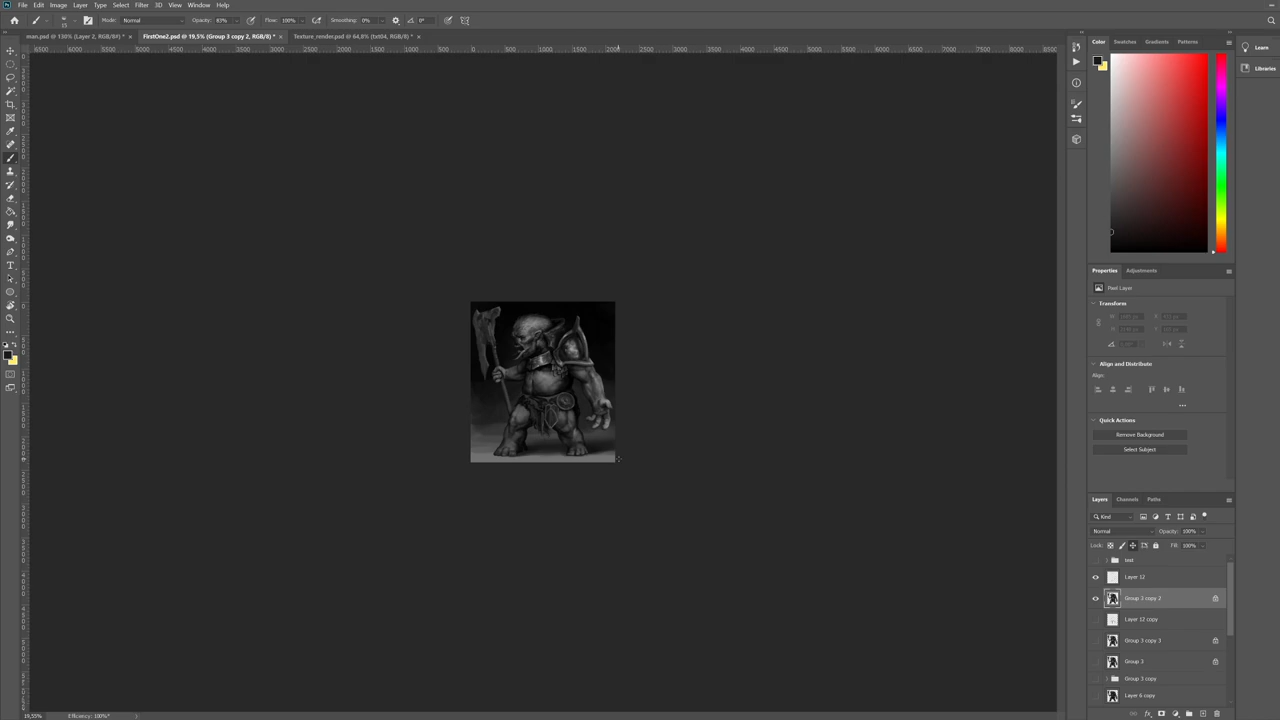 Ps File Edit Image Layer Type Select Filter 3D View Window Help
Mode: Normal Opacity: 82% Flow: 100% Smoothing: 0% 0°
man.psd @ 130% (Layer 2, RGB/8#) * × FirstOne2.psd @ 19,5% (Group 3 copy 2, RGB/8) * × Texture_render.psd @ 64,8% (txt04, RGB/8) * ×
Color Swatches Gradients Patterns
Learn
Libraries
Properties Adjustments
Pixel Layer
Transform
Align and Distribute
Align:
Quick Actions
Remove Background
Select Subject
Layers Channels Paths
Kind
Normal Opacity: 100%
Lock: Fill: 100%
Layer 12
Group 3 copy 2
Layer 12 copy
Group 3 copy 3
Group 3
Group 3 copy
Layer 6 copy
19,55% Efficiency: 100%*